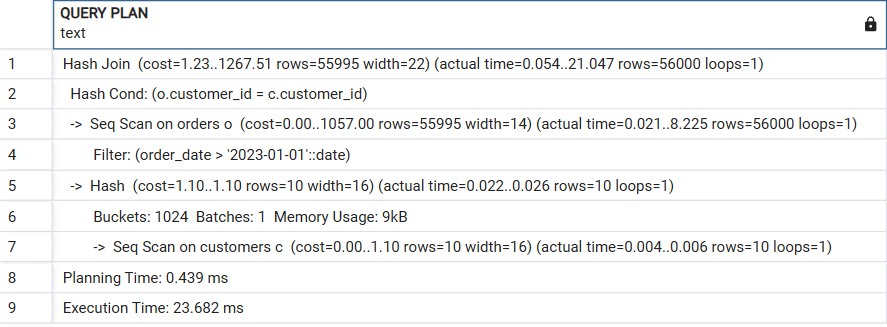 QUERY PLAN
text
1 Hash Join (cost=1.23..1267.51 rows=55995 width=22) (actual time=0.054..21.047 rows=56000 loops=1)
2 Hash Cond: (o.customer_id = c.customer_id)
3 -> Seq Scan on orders o (cost=0.00..1057.00 rows=55995 width=14) (actual time=0.021..8.225 rows=56000 loops=1)
4 Filter: (order_date > '2023-01-01'::date)
5 -> Hash (cost=1.10..1.10 rows=10 width=16) (actual time=0.022..0.026 rows=10 loops=1)
6 Buckets: 1024 Batches: 1 Memory Usage: 9kB
7 -> Seq Scan on customers c (cost=0.00..1.10 rows=10 width=16) (actual time=0.004..0.006 rows=10 loops=1)
8 Planning Time: 0.439 ms
9 Execution Time: 23.682 ms